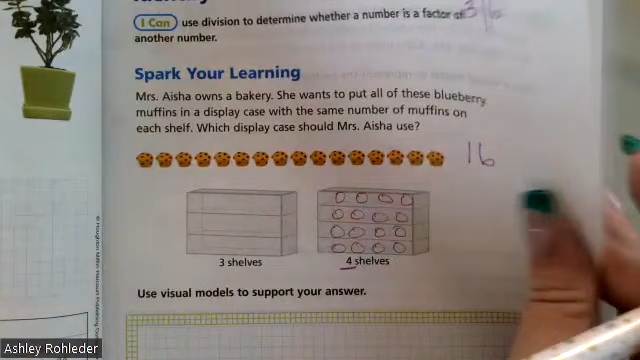 I Can use division to determine whether a number is a factor of
another number.
Spark Your Learning
Mrs. Aisha owns a bakery. She wants to put all of these blueberry
muffins in a display case with the same number of muffins on
each shelf. Which display case should Mrs. Aisha use?
16
3 shelves
4 shelves
Use visual models to support your answer.
Ashley Rohleder